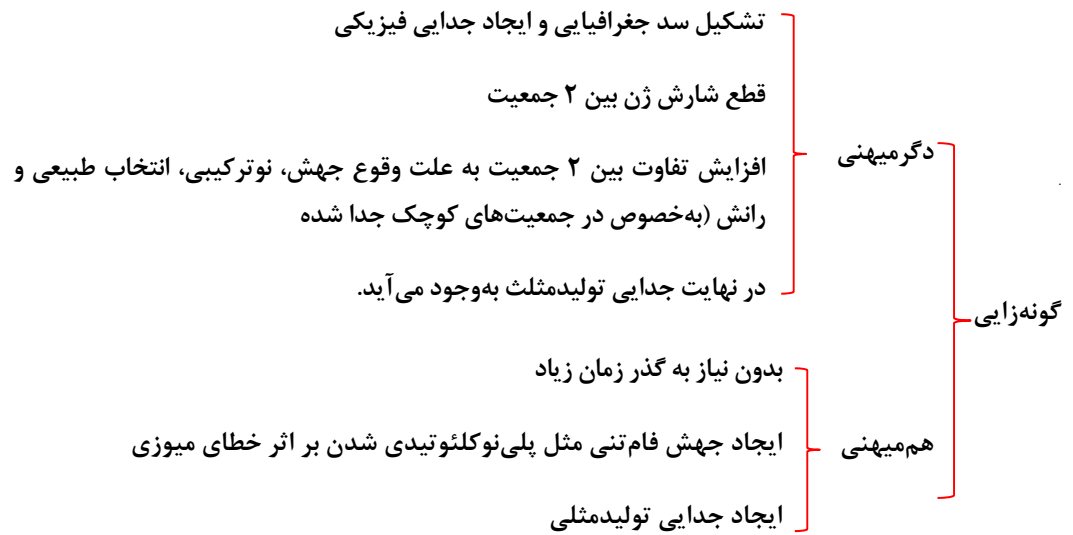 گونه‌زایی
دگرمیهنی
تشکیل سد جغرافیایی و ایجاد جدایی فیزیکی
قطع شارش ژن بین ۲ جمعیت
افزایش تفاوت بین ۲ جمعیت به علت وقوع جهش، نوترکیبی، انتخاب طبیعی و
رانش (به‌خصوص در جمعیت‌های کوچک جدا شده
در نهایت جدایی تولیدمثلث به‌وجود می‌آید.
هم‌میهنی
بدون نیاز به گذر زمان زیاد
ایجاد جهش فام‌تنی مثل پلی‌نوکلئوتیدی شدن بر اثر خطای میوزی
ایجاد جدایی تولیدمثلی